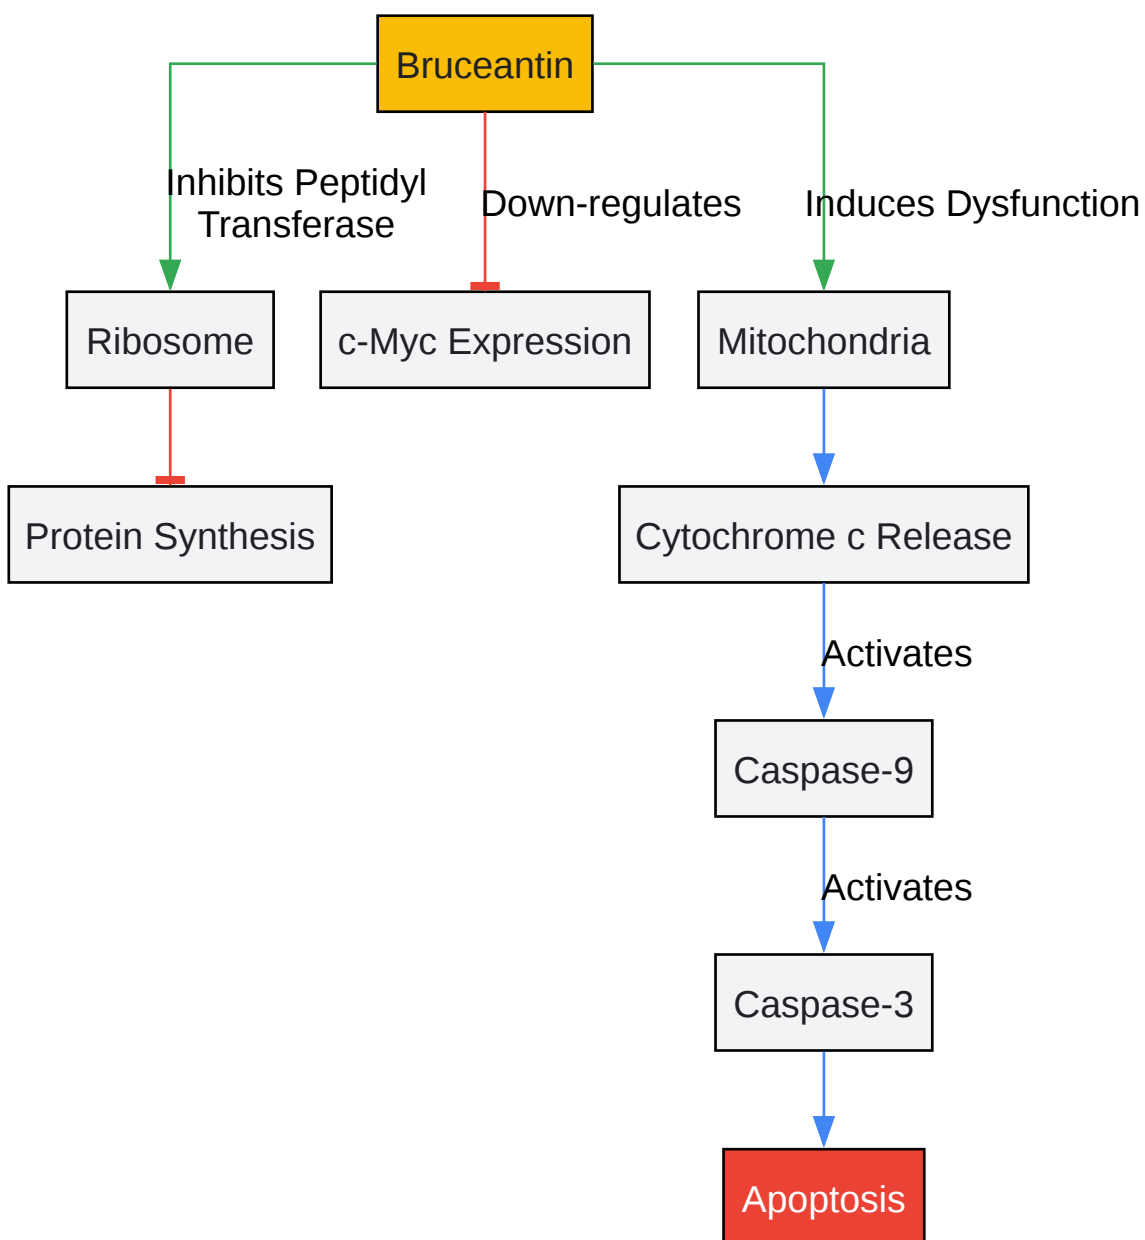 Bruceantin
Inhibits Peptidyl
Transferase
Down-regulates
Induces Dysfunction
Ribosome
c-Myc Expression
Mitochondria
Protein Synthesis
Cytochrome c Release
Activates
Caspase-9
Activates
Caspase-3
Apoptosis